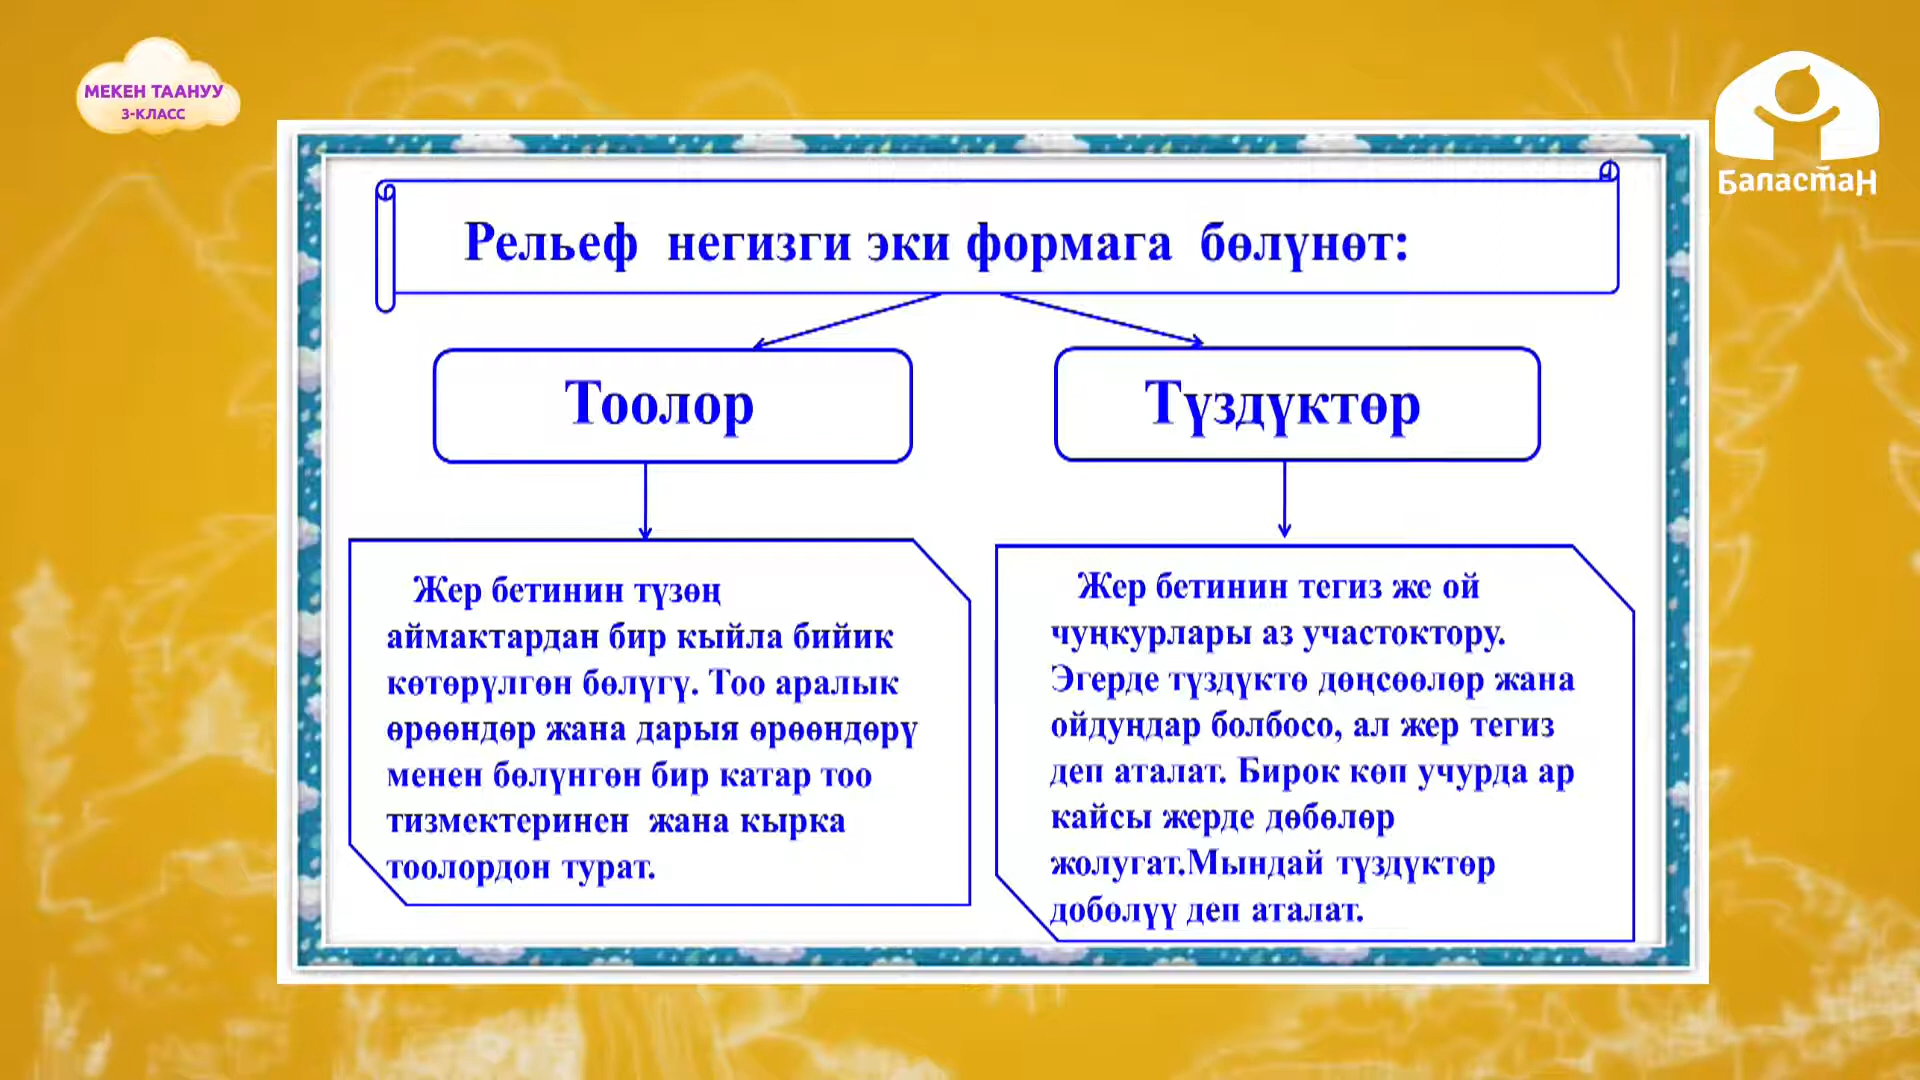 МЕКЕН ТААНУУ
3-КЛАСС
Баластан
Рельеф негизги эки формага бөлүнөт:
Тоолор
Түздүктөр
Жер бетинин түзөң
аймактардан бир кыйла бийик
көтөрүлгөн бөлүгү. Тоо аралык
өрөөндөр жана дарыя өрөөндөрү
менен бөлүнгөн бир катар тоо
тизмектеринен жана кырка
тоолордон турат.
Жер бетинин тегиз же ой
чуңкурлары аз участоктору.
Эгерде түздүктө дөңсөөлөр жана
ойдуңдар болбосо, ал жер тегиз
деп аталат. Бирок көп учурда ар
кайсы жерде дөбөлөр
жолугат.Мындай түздүктөр
добөлүү деп аталат.